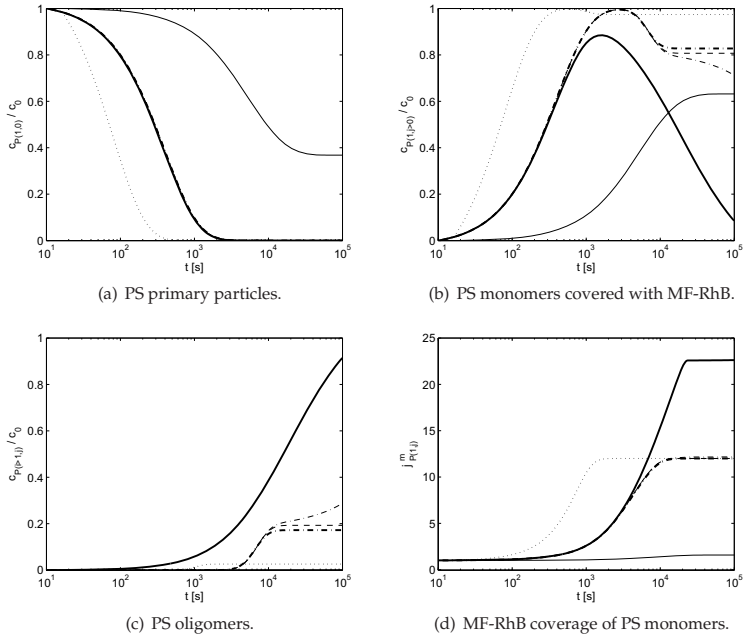 1
0.8
0.6
0.4
0.2
0
c_P(1,0) / c_0
10^1 10^2 10^3 10^4 10^5
t [s]
(a) PS primary particles.
1
0.8
0.6
0.4
0.2
0
c_P(1,j>0) / c_0
10^1 10^2 10^3 10^4 10^5
t [s]
(b) PS monomers covered with MF-RhB.
1
0.8
0.6
0.4
0.2
0
c_P(i>1,j) / c_0
10^1 10^2 10^3 10^4 10^5
t [s]
(c) PS oligomers.
25
20
15
10
5
0
j^m_P(1,j)
10^1 10^2 10^3 10^4 10^5
t [s]
(d) MF-RhB coverage of PS monomers.